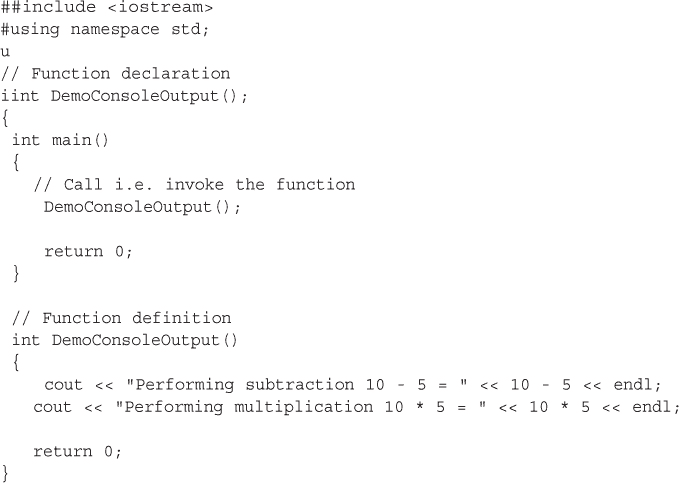 ##include <iostream>
#using namespace std;
u
// Function declaration
iint DemoConsoleOutput();
{
int main()
{
// Call i.e. invoke the function
DemoConsoleOutput();
return 0;
}
// Function definition
int DemoConsoleOutput()
{
cout << "Performing subtraction 10 - 5 = " << 10 - 5 << endl;
cout << "Performing multiplication 10 * 5 = " << 10 * 5 << endl;
return 0;
}